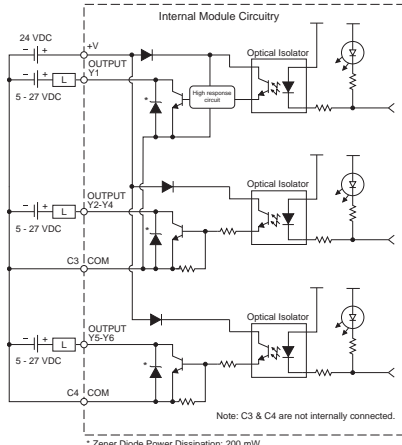 Internal Module Circuitry
24 VDC
+V
OUTPUT
Y1
L
5 - 27 VDC
*
High response
circuit
Optical Isolator
OUTPUT
Y2-Y4
L
5 - 27 VDC
*
Optical Isolator
C3
COM
OUTPUT
Y5-Y6
L
5 - 27 VDC
*
Optical Isolator
C4
COM
Note: C3 & C4 are not internally connected.
* Zener Diode Power Dissipation: 200 mW